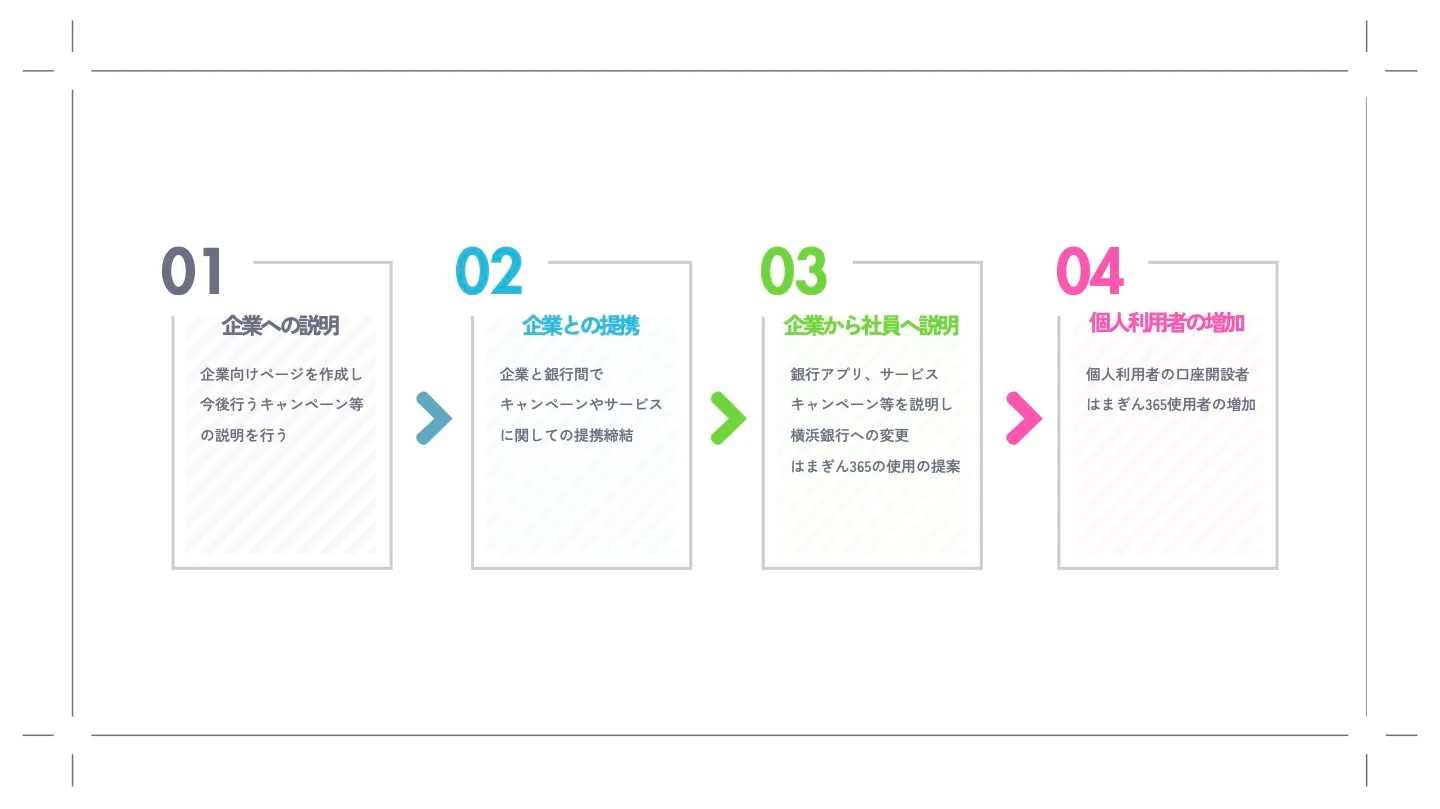 01
企業への説明
企業向けページを作成し
今後行うキャンペーン等
の説明を行う
02
企業との提携
企業と銀行間で
キャンペーンやサービス
に関しての提携締結
03
企業から社員へ説明
銀行アプリ、サービス
キャンペーン等を説明し
横浜銀行への変更
はまぎん365の使用の提案
04
個人利用者の増加
個人利用者の口座開設者
はまぎん365使用者の増加